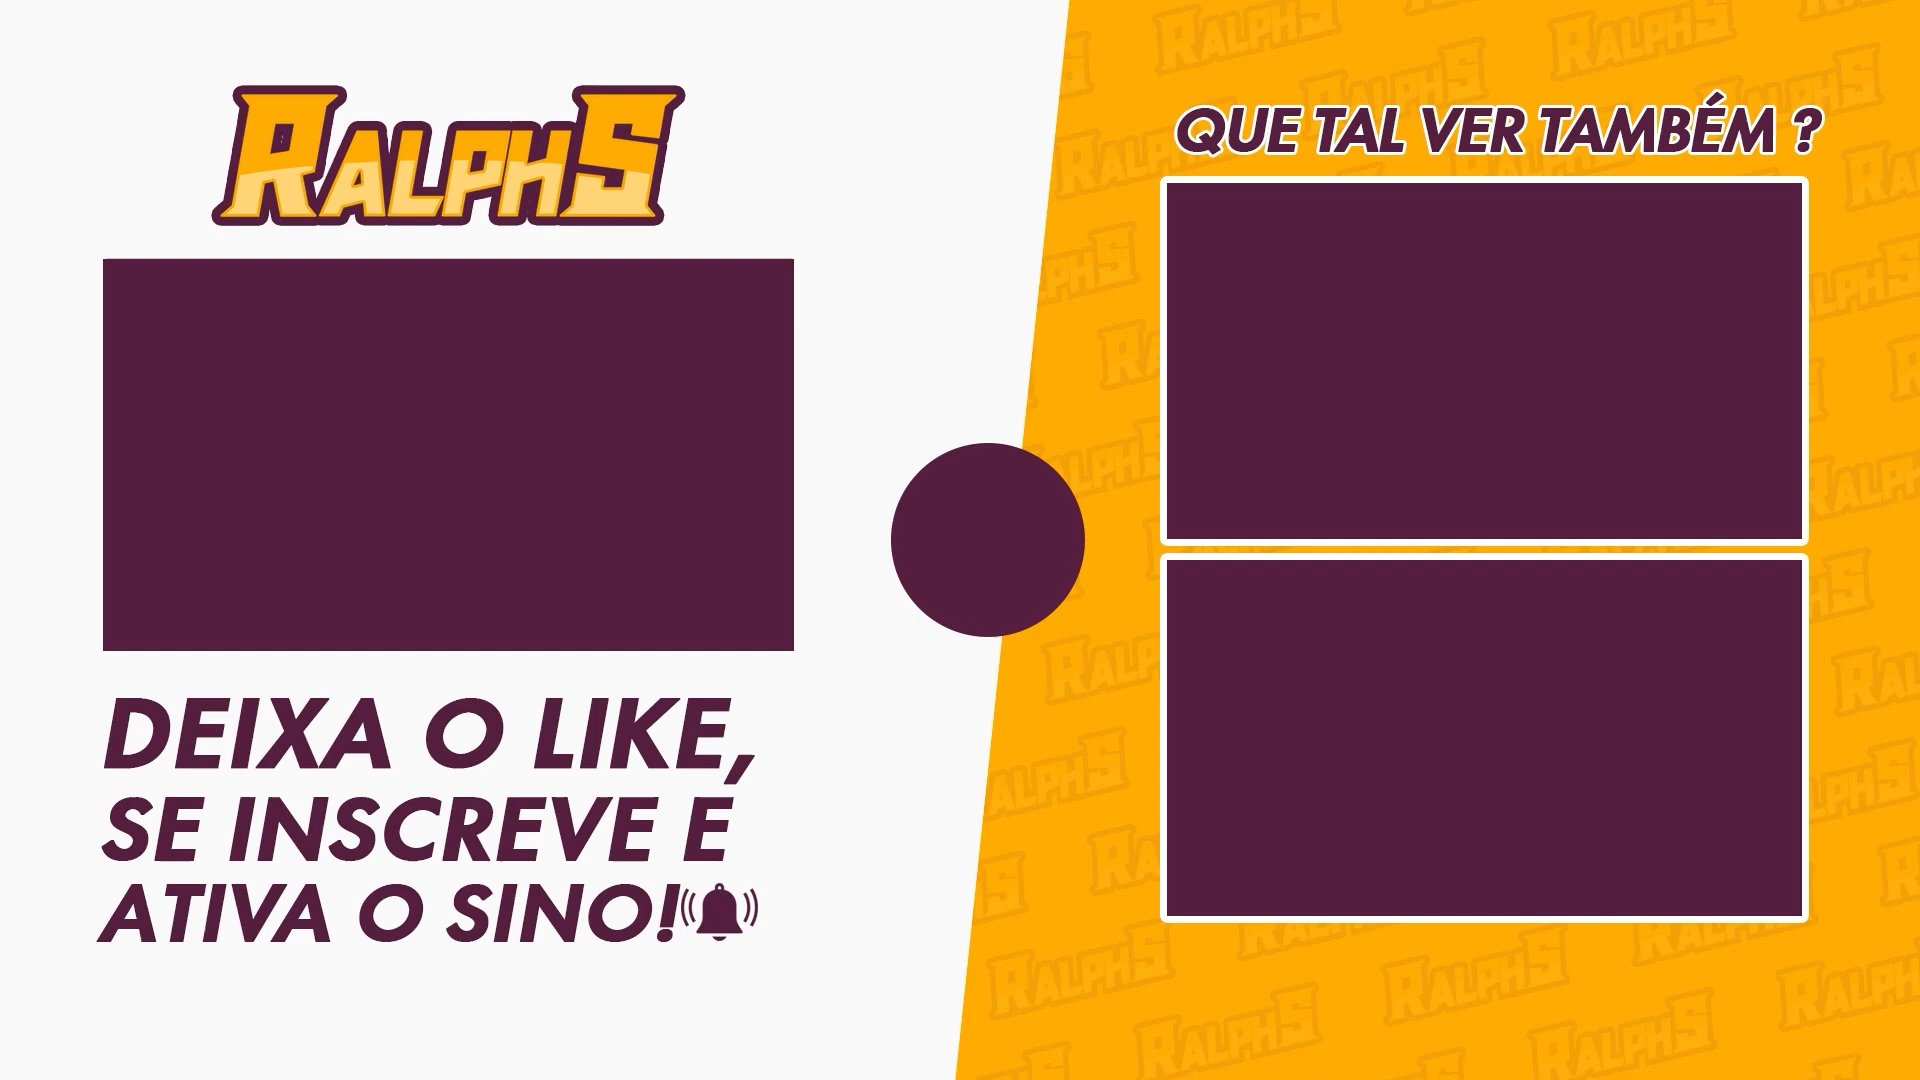 RALPHS
DEIXA O LIKE,
SE INSCREVE E
ATIVA O SINO!
QUE TAL VER TAMBÉM ?